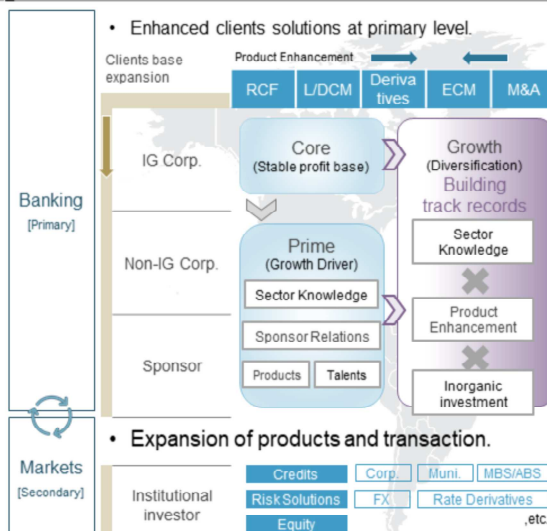 • Enhanced clients solutions at primary level.
Clients base
expansion
Product Enhancement
RCF
L/DCM
Deriva
tives
ECM
M&A
Banking
[Primary]
IG Corp.
Core
(Stable profit base)
Growth
(Diversification)
Building
track records
Sector
Knowledge
Product
Enhancement
Inorganic
investment
Non-IG Corp.
Prime
(Growth Driver)
Sector Knowledge
Sponsor Relations
Products
Talents
Sponsor
• Expansion of products and transaction.
Markets
[Secondary]
Institutional
investor
Credits
Corp.
Muni.
MBS/ABS
Risk Solutions
FX
Rate Derivatives
Equity
,etc